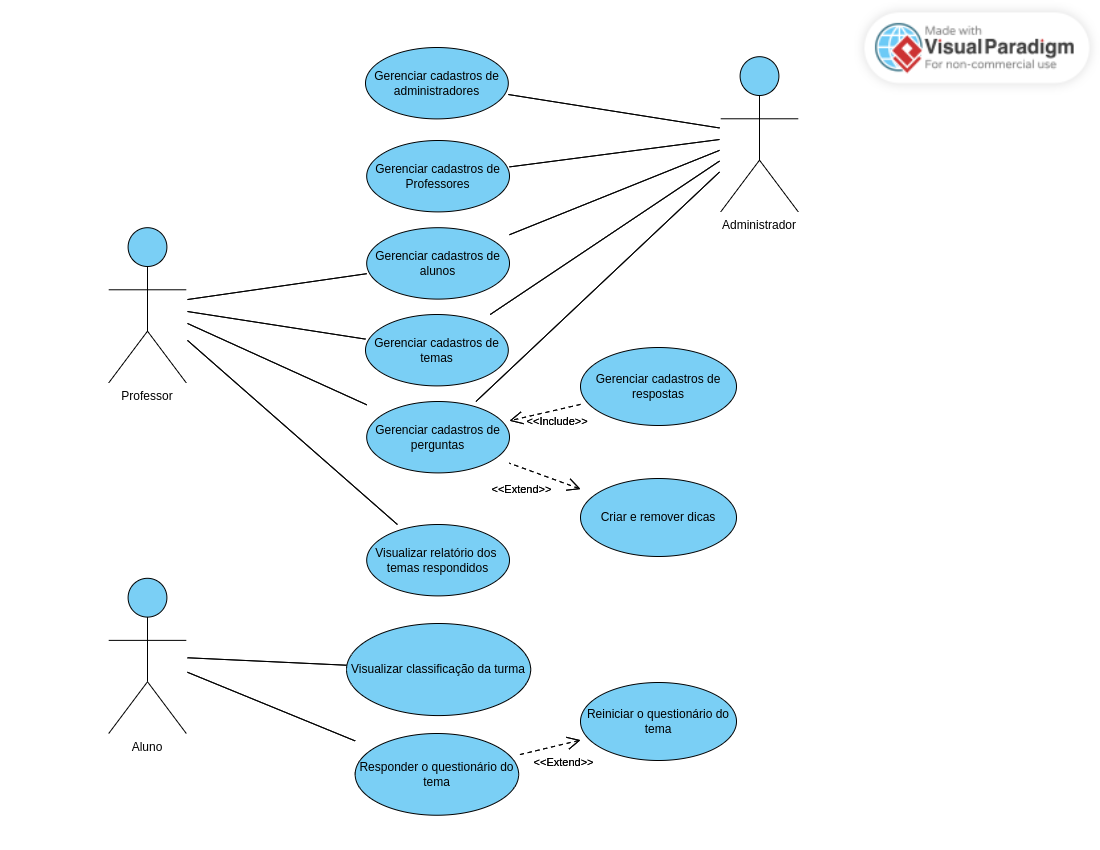 Made with
Visual Paradigm
For non-commercial use
Gerenciar cadastros de
administradores
Gerenciar cadastros de
Professores
Administrador
Gerenciar cadastros de
alunos
Gerenciar cadastros de
temas
Professor
Gerenciar cadastros de
respostas
<<Include>>
Gerenciar cadastros de
perguntas
<<Extend>>
Criar e remover dicas
Visualizar relatório dos
temas respondidos
Visualizar classificação da turma
Aluno
Reiniciar o questionário do
tema
<<Extend>>
Responder o questionário do
tema